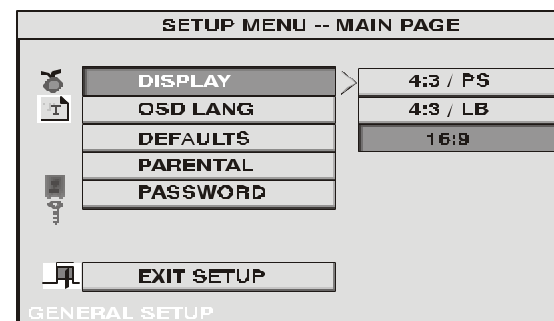 SETUP MENU -- MAIN PAGE
DISPLAY
4:3 / PS
OSD LANG
4:3 / LB
DEFAULTS
16:9
PARENTAL
PASSWORD
EXIT SETUP
GENERAL SETUP